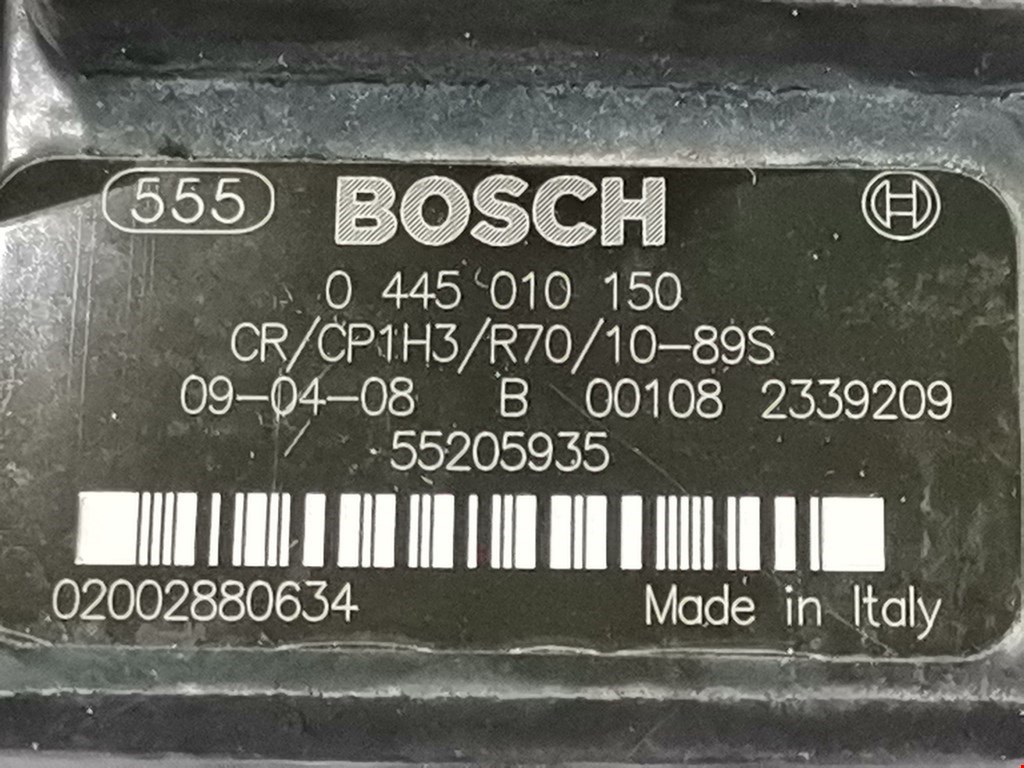 555 BOSCH
0 445 010 150
CR/CP1H3/R70/10-89S
09-04-08 B 00108 2339209
55205935
02002880634 Made in Italy